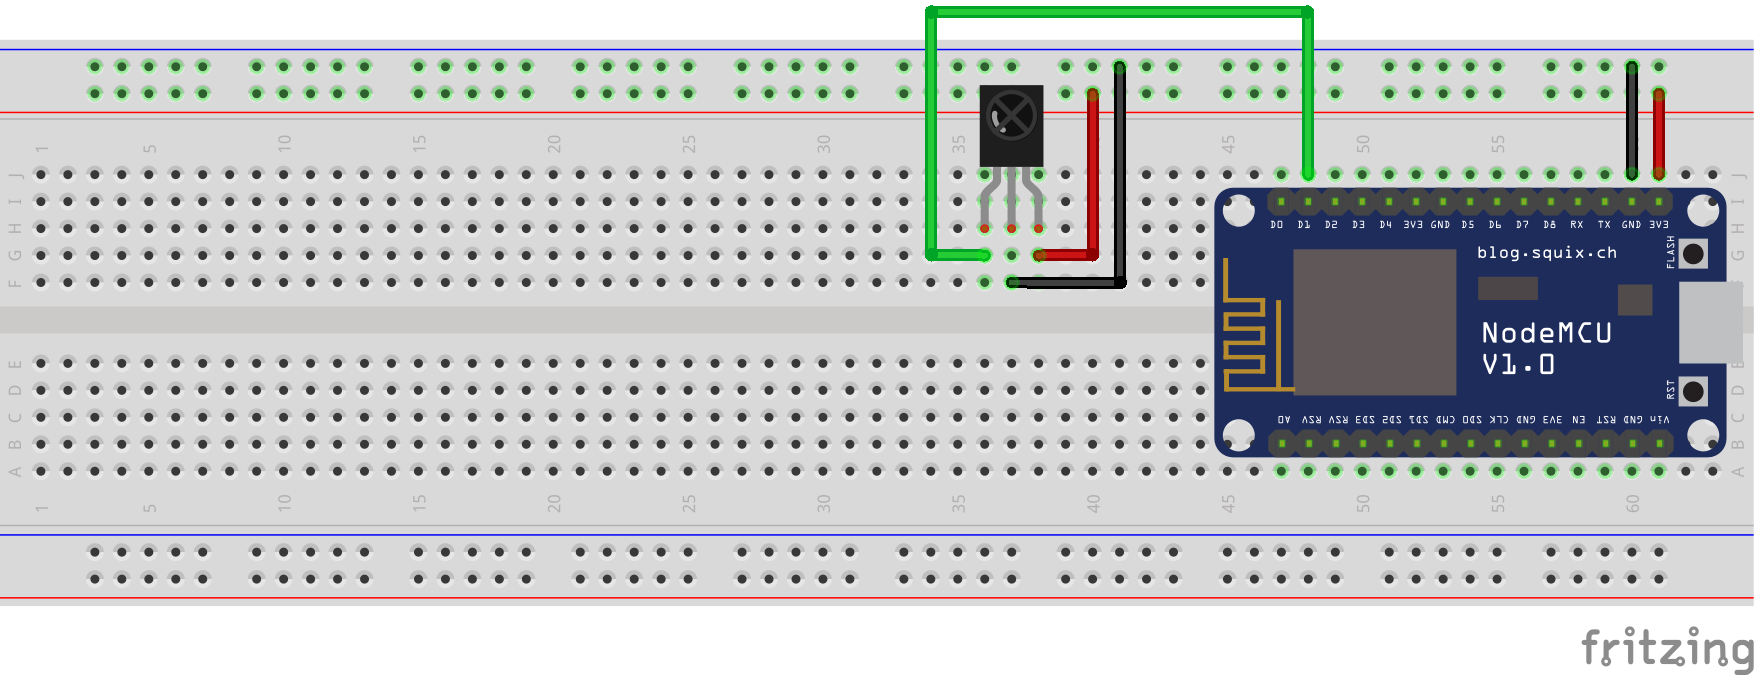 1 5 10 15 20 25 30 35 45 50 55
J J
I I
H H
G G
F
D0 D1 D2 D3 D4 3V3 GND D5 D6 D7 D8 RX TX GND 3V3
blog.squix.ch
FLASH
NodeMCU
V1.0
RST
A0 RSV RSV SD3 SD2 SD1 CMD SD0 CLK GND 3V3 EN RST GND Vin
E E
D D
C C
B B
A A
1 5 10 15 20 25 30 35 40 45 50 55 60
fritzing